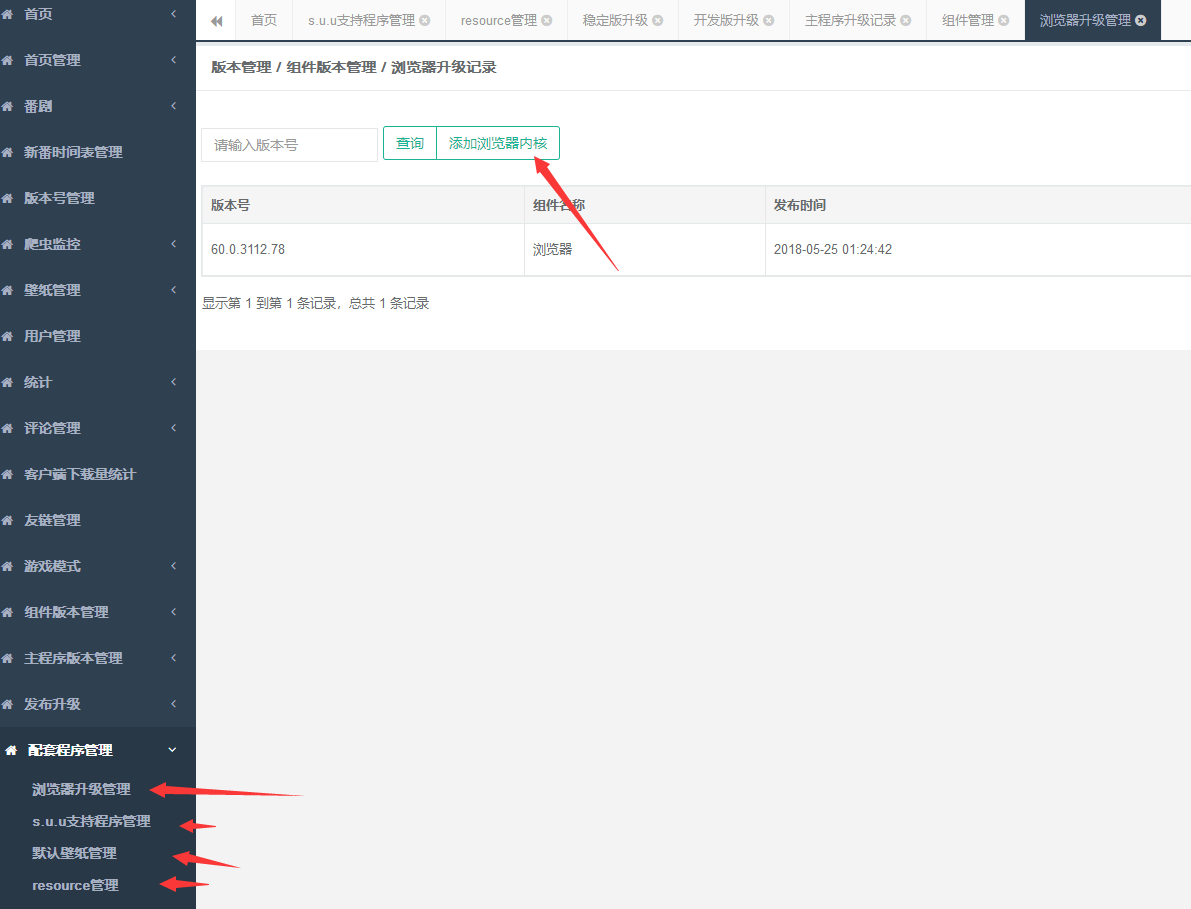 首页
首页管理
番剧
新番时间表管理
版本号管理
爬虫监控
壁纸管理
用户管理
统计
评论管理
客户端下载量统计
友链管理
游戏模式
组件版本管理
主程序版本管理
发布升级
配套程序管理
浏览器升级管理
s.u.u支持程序管理
默认壁纸管理
resource管理
首页 s.u.u支持程序管理 resource管理 稳定版升级 开发版升级 主程序升级记录 组件管理 浏览器升级管理
版本管理 / 组件版本管理 / 浏览器升级记录
请输入版本号 查询 添加浏览器内核
版本号 组件名称 发布时间
60.0.3112.78 浏览器 2018-05-25 01:24:42
显示第 1 到第 1 条记录，总共 1 条记录